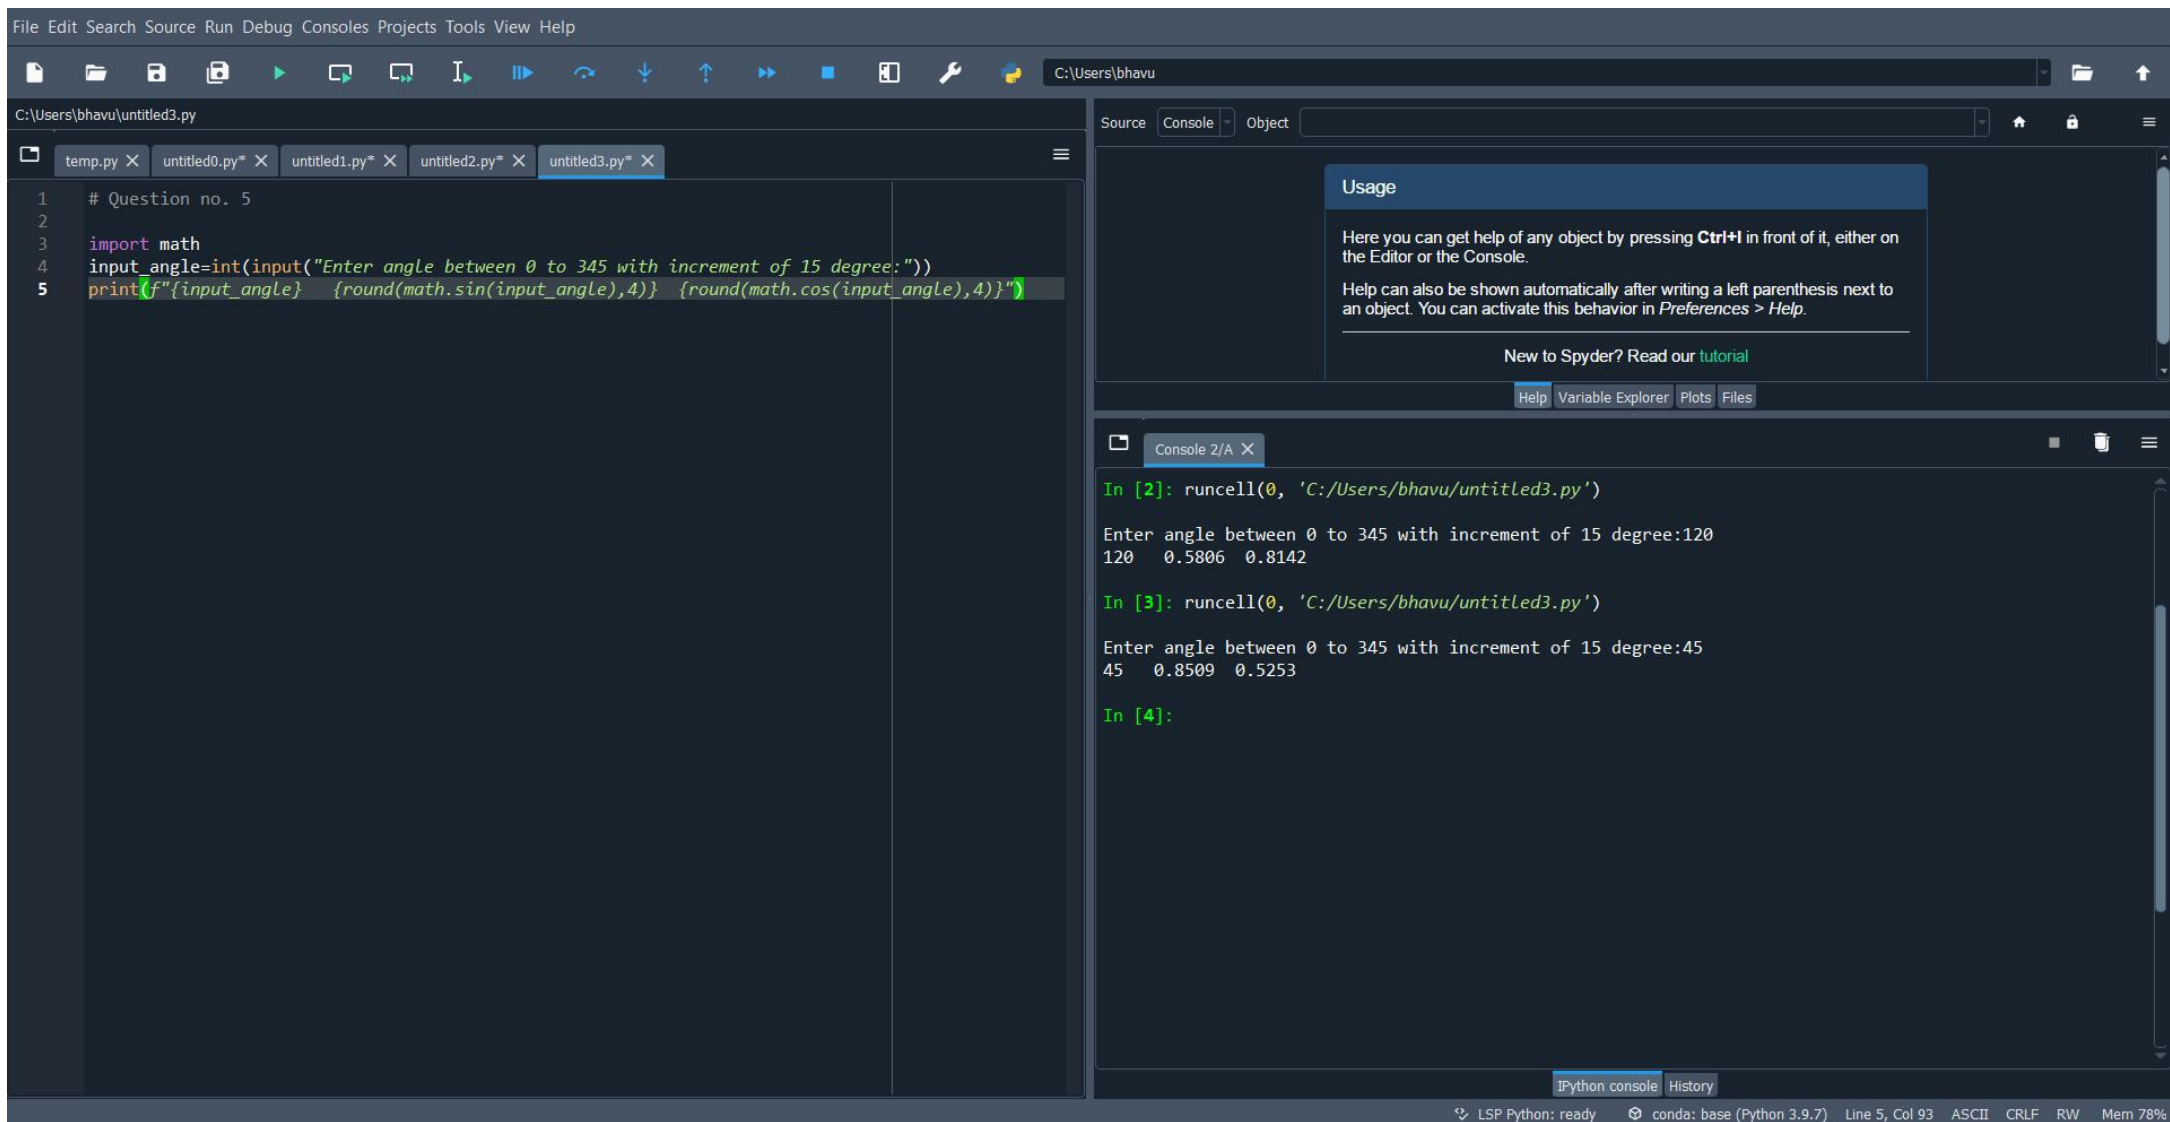 File Edit Search Source Run Debug Consoles Projects Tools View Help
C:\Users\bhavu
C:\Users\bhavu\untitled3.py
temp.py untitled0.py* untitled1.py* untitled2.py* untitled3.py*
1 # Question no. 5
2
3 import math
4 input_angle=int(input("Enter angle between 0 to 345 with increment of 15 degree:"))
5 print(f"{input_angle}   {round(math.sin(input_angle),4)}  {round(math.cos(input_angle),4)}")
Source Console Object
Usage
Here you can get help of any object by pressing Ctrl+I in front of it, either on
the Editor or the Console.
Help can also be shown automatically after writing a left parenthesis next to
an object. You can activate this behavior in Preferences > Help.
New to Spyder? Read our tutorial
Help Variable Explorer Plots Files
Console 2/A
In [2]: runcell(0, 'C:/Users/bhavu/untitled3.py')
Enter angle between 0 to 345 with increment of 15 degree:120
120   0.5806  0.8142
In [3]: runcell(0, 'C:/Users/bhavu/untitled3.py')
Enter angle between 0 to 345 with increment of 15 degree:45
45   0.8509  0.5253
In [4]:
IPython console History
LSP Python: ready conda: base (Python 3.9.7) Line 5, Col 93 ASCII CRLF RW Mem 78%